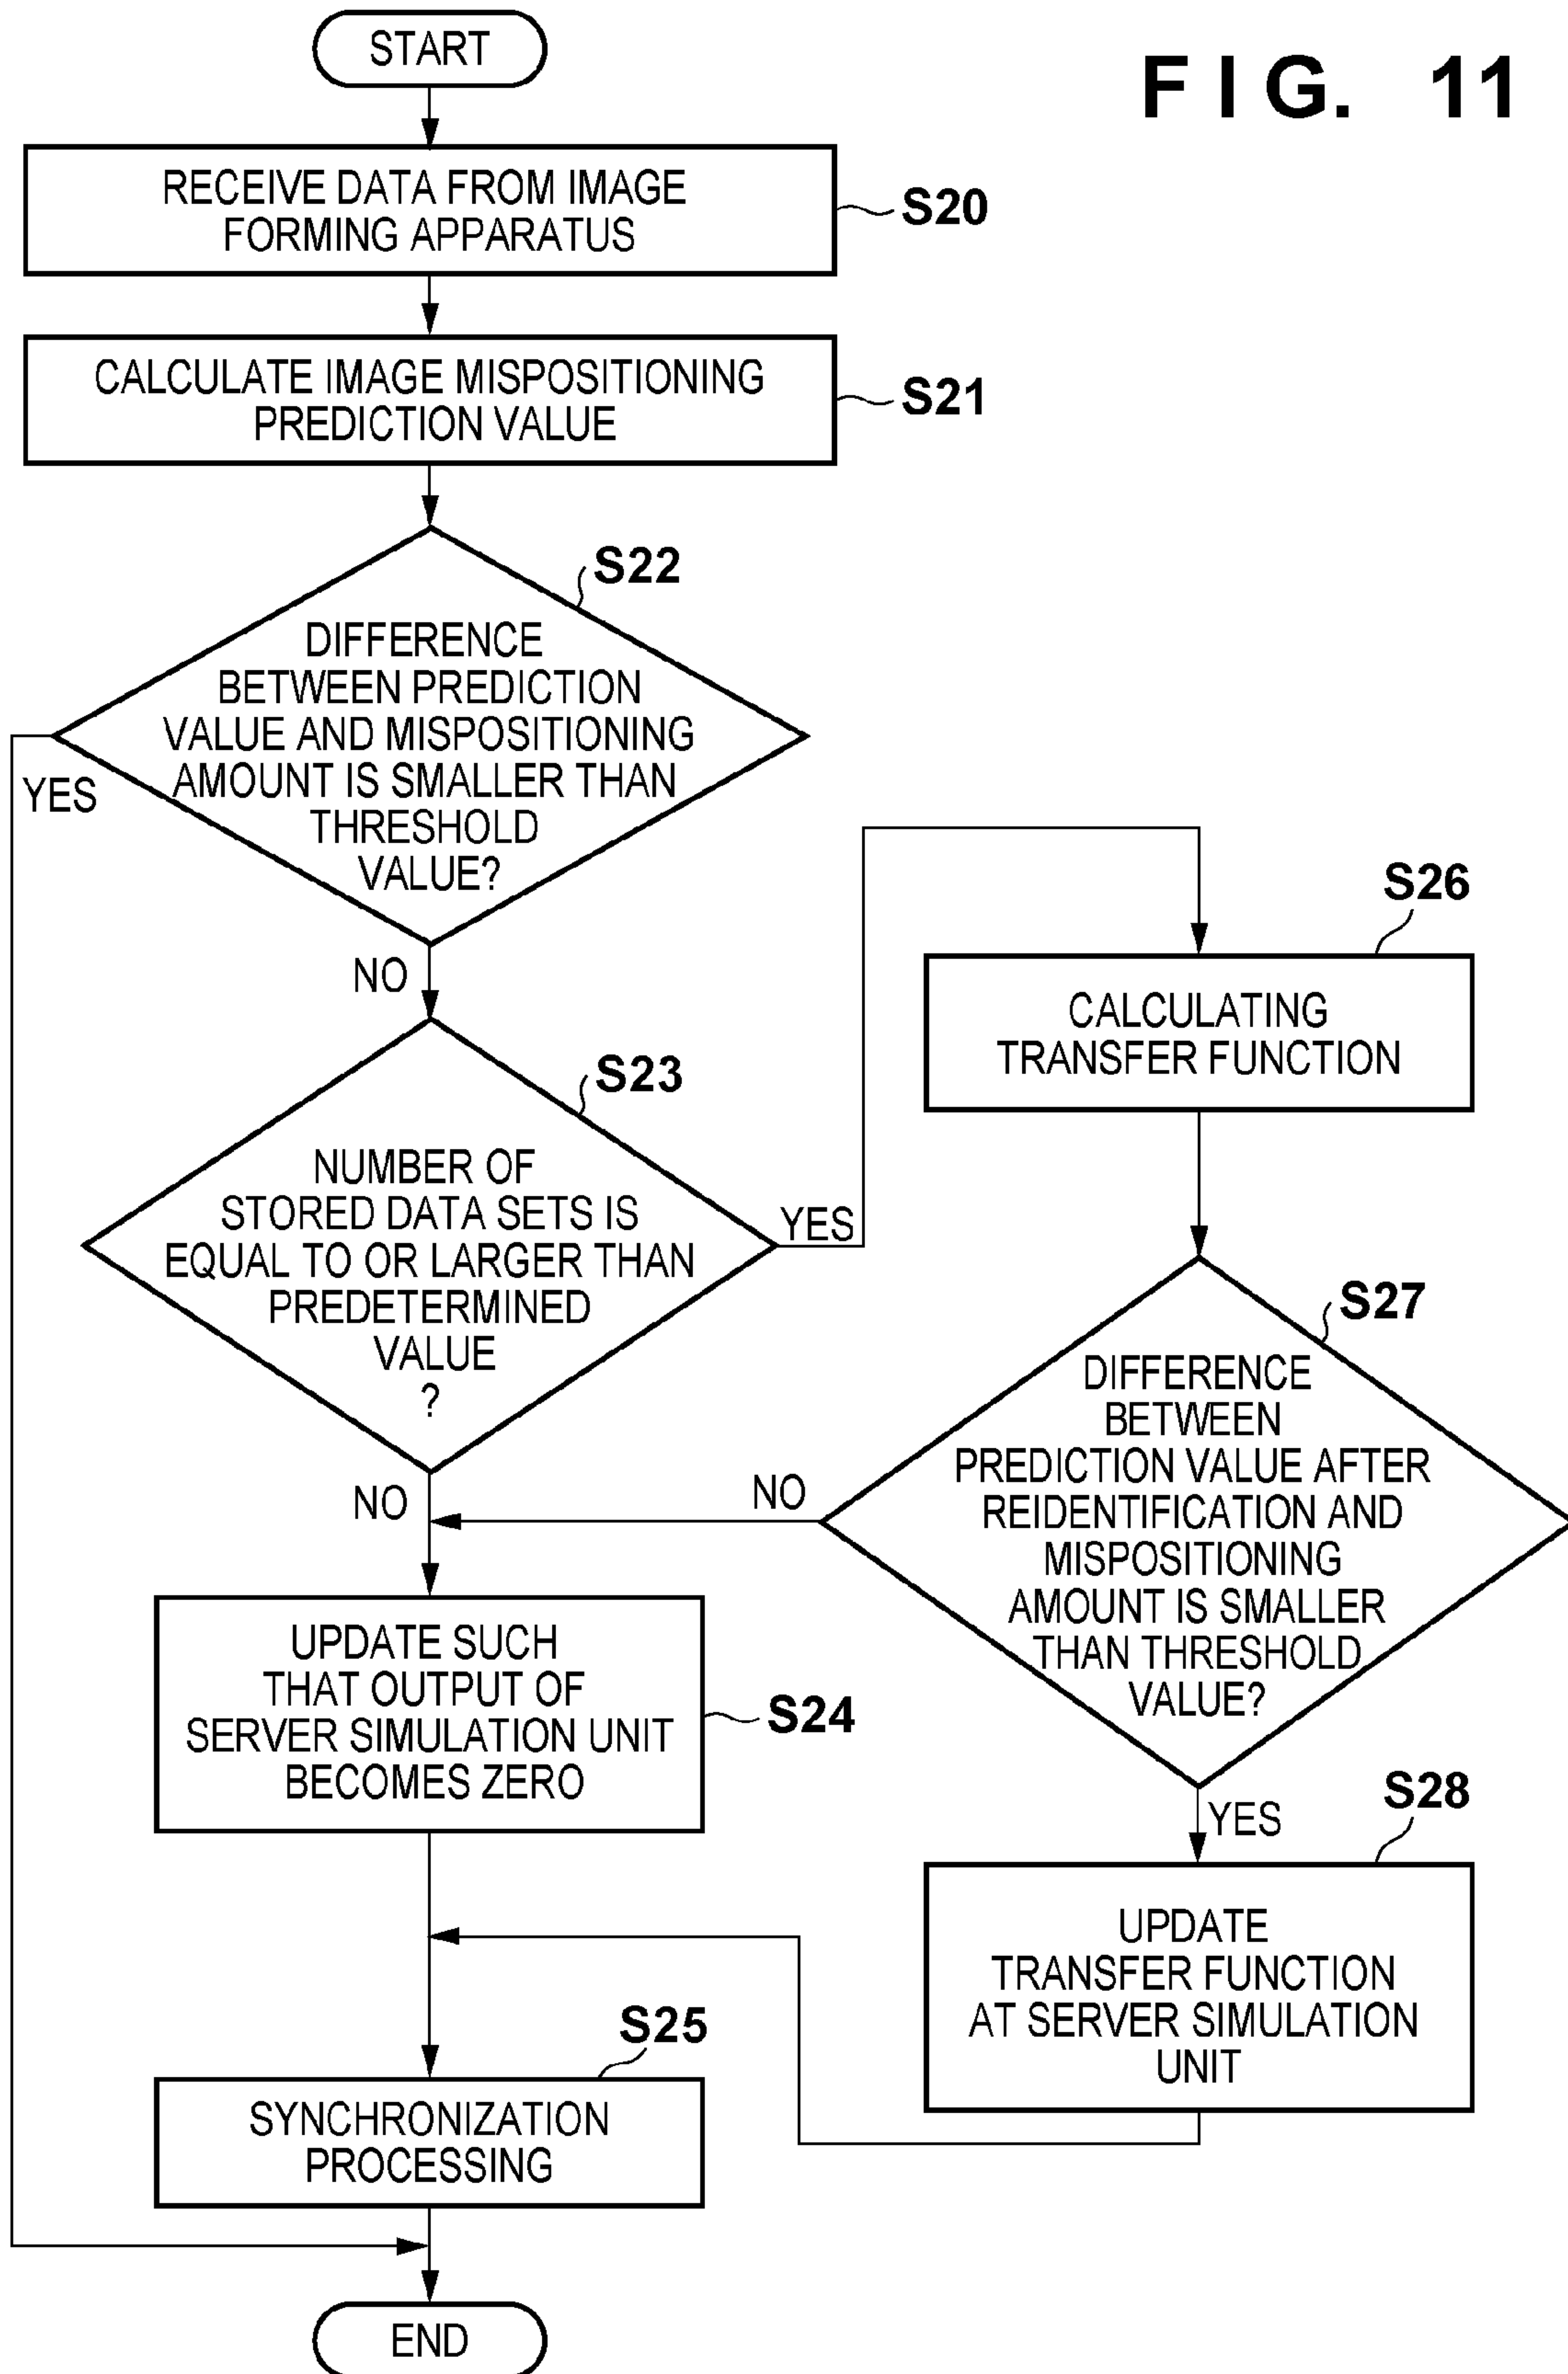 FIG. 11
START
RECEIVE DATA FROM IMAGE
FORMING APPARATUS
S20
CALCULATE IMAGE MISPOSITIONING
PREDICTION VALUE
S21
S22
DIFFERENCE
BETWEEN PREDICTION
VALUE AND MISPOSITIONING
AMOUNT IS SMALLER THAN
THRESHOLD
VALUE?
YES
NO
S23
NUMBER OF
STORED DATA SETS IS
EQUAL TO OR LARGER THAN
PREDETERMINED
VALUE
?
YES
NO
S26
CALCULATING
TRANSFER FUNCTION
S27
DIFFERENCE
BETWEEN
PREDICTION VALUE AFTER
REIDENTIFICATION AND
MISPOSITIONING
AMOUNT IS SMALLER
THAN THRESHOLD
VALUE?
NO
YES
UPDATE SUCH
THAT OUTPUT OF
SERVER SIMULATION UNIT
BECOMES ZERO
S24
S28
UPDATE
TRANSFER FUNCTION
AT SERVER SIMULATION
UNIT
S25
SYNCHRONIZATION
PROCESSING
END